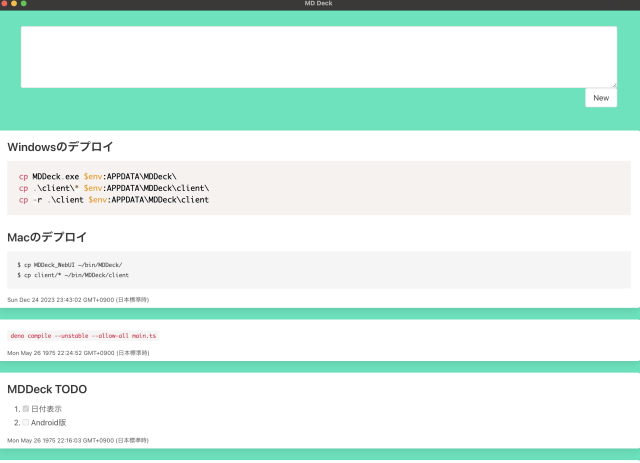 MD Deck
New
Windowsのデプロイ
cp MDDeck.exe $env:APPDATA\MDDeck\
cp .\client\* $env:APPDATA\MDDeck\client\
cp -r .\client $env:APPDATA\MDDeck\client
Macのデプロイ
$ cp MDDeck_WebUI ~/bin/MDDeck/
$ cp client/* ~/bin/MDDeck/client
Sun Dec 24 2023 23:43:02 GMT+0900 (日本標準時)
deno compile --unstable --allow-all main.ts
Mon May 26 1975 22:24:52 GMT+0900 (日本標準時)
MDDeck TODO
1. 日付表示
2. Android版
Mon May 26 1975 22:16:03 GMT+0900 (日本標準時)